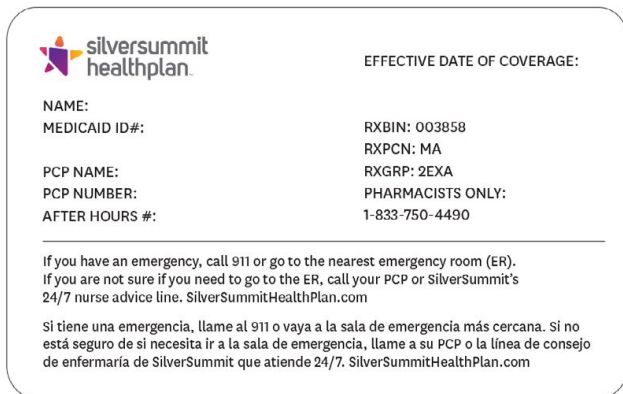 silversummit
healthplan™
EFFECTIVE DATE OF COVERAGE:
NAME:
MEDICAID ID#:
PCP NAME:
PCP NUMBER:
AFTER HOURS #:
RXBIN: 003858
RXPCN: MA
RXGRP: 2EXA
PHARMACISTS ONLY:
1-833-750-4490
If you have an emergency, call 911 or go to the nearest emergency room (ER).
If you are not sure if you need to go to the ER, call your PCP or SilverSummit's
24/7 nurse advice line. SilverSummitHealthPlan.com
Si tiene una emergencia, llame al 911 o vaya a la sala de emergencia más cercana. Si no
está seguro de si necesita ir a la sala de emergencia, llame a su PCP o la línea de consejo
de enfermaría de SilverSummit que atiende 24/7. SilverSummitHealthPlan.com